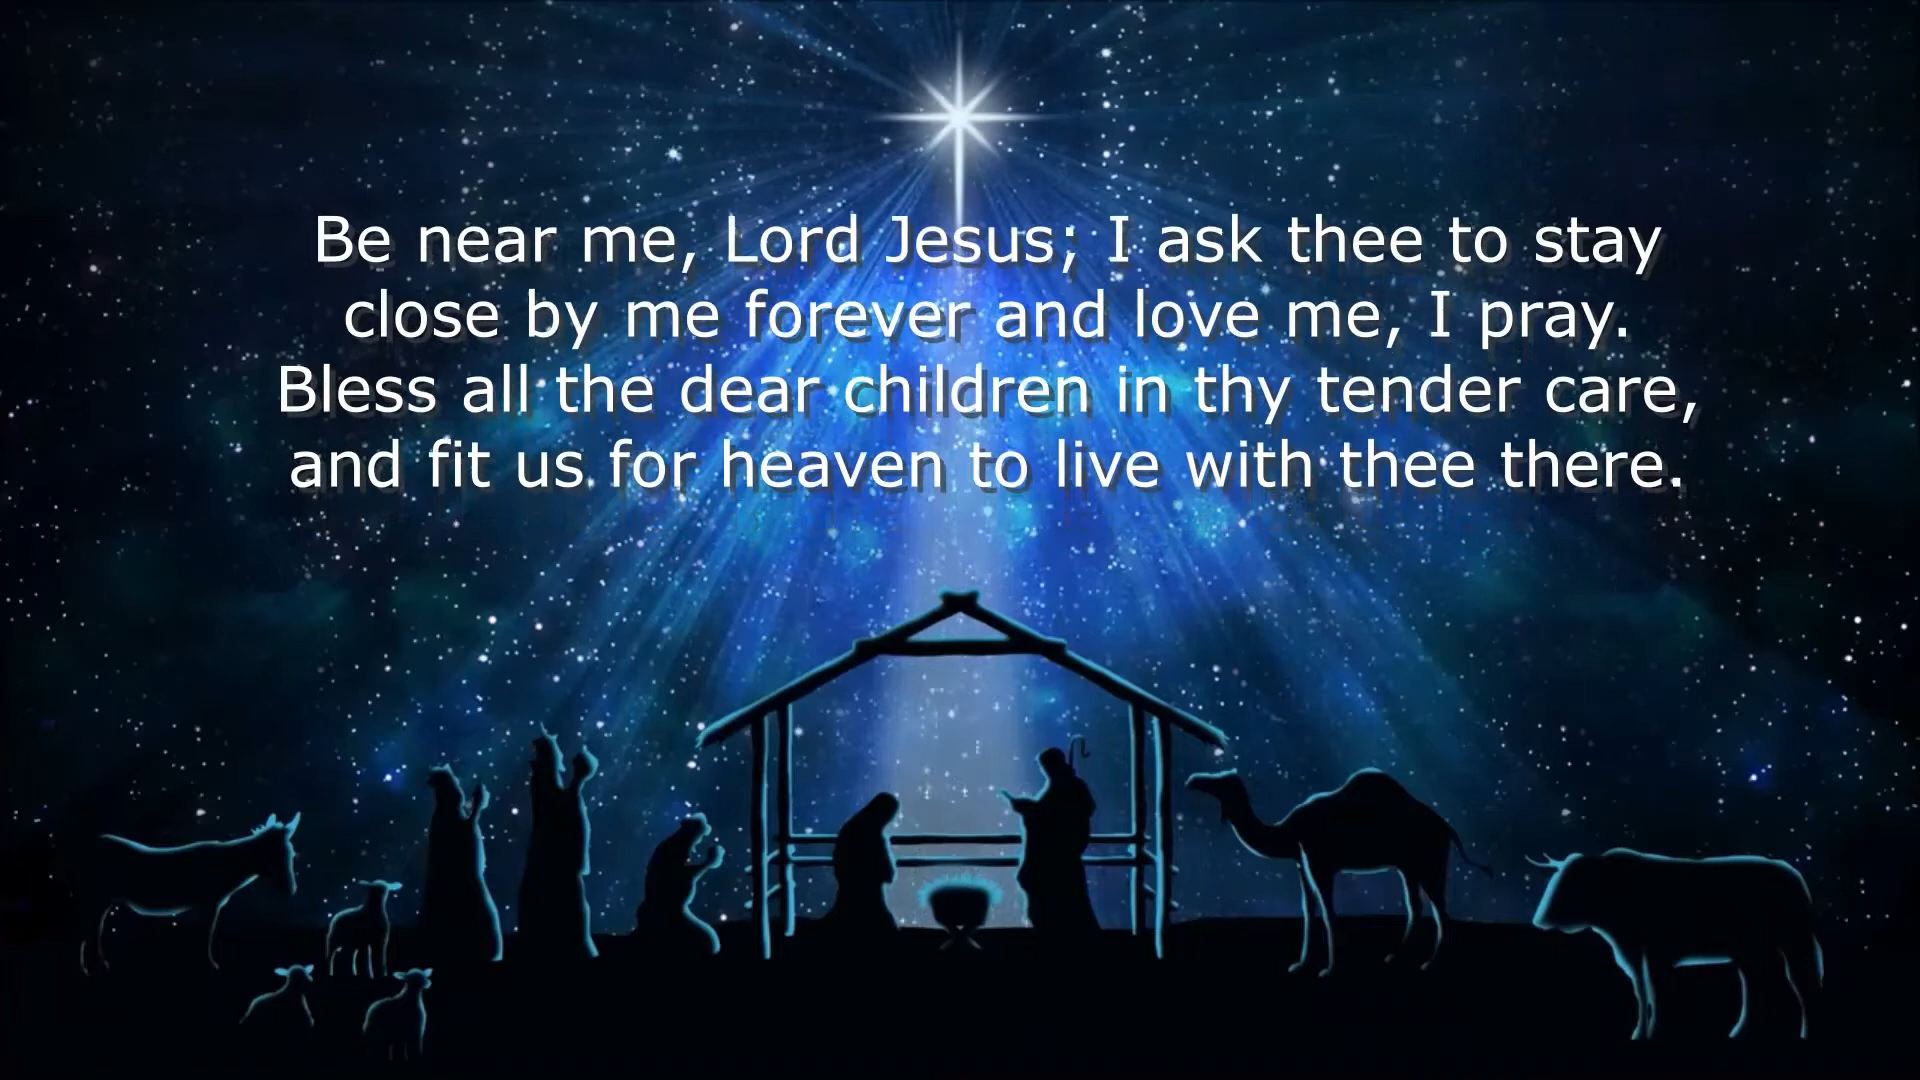 Be near me, Lord Jesus; I ask thee to stay
close by me forever and love me, I pray.
Bless all the dear children in thy tender care,
and fit us for heaven to live with thee there.